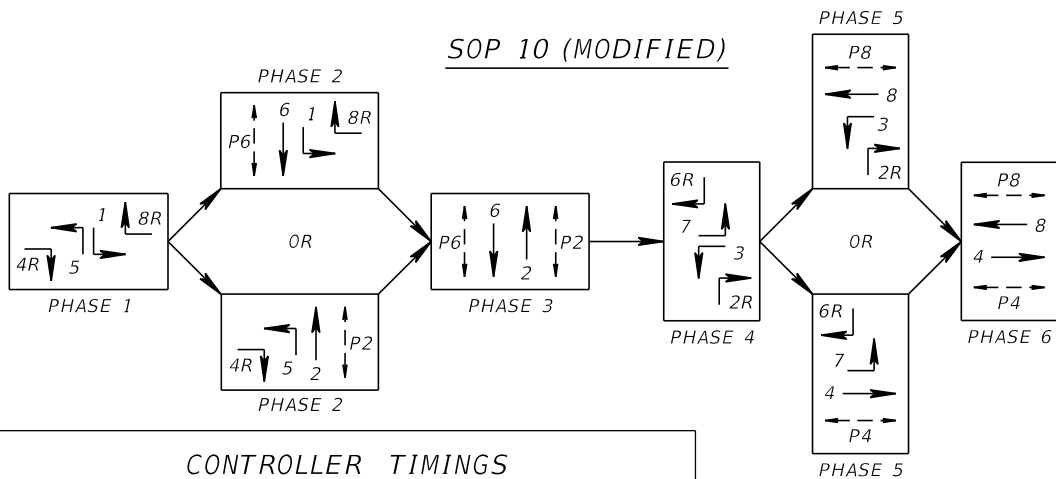 SOP 10 (MODIFIED)
PHASE 1
4R
5
1
8R
PHASE 2
P6
6
1
8R
OR
4R
5
2
P2
PHASE 2
P6
6
2
P2
PHASE 3
6R
7
3
2R
PHASE 4
PHASE 5
P8
8
3
2R
OR
6R
7
4
P4
PHASE 5
P8
8
4
P4
PHASE 6
CONTROLLER TIMINGS